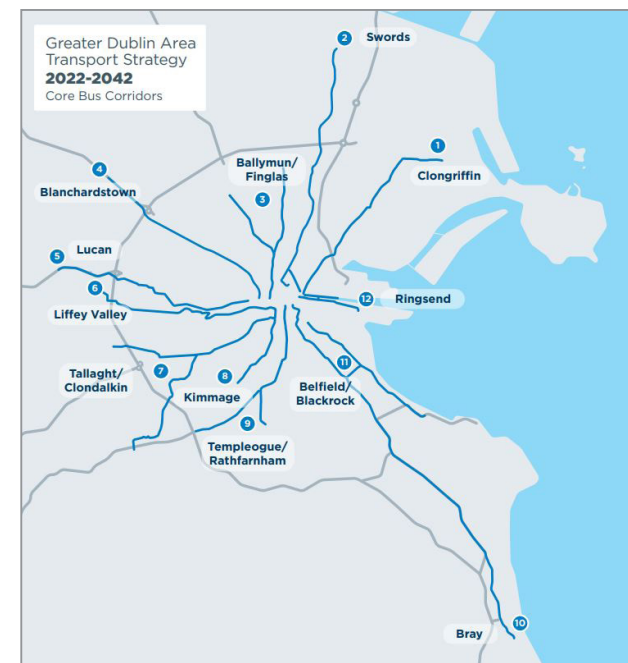 Greater Dublin Area
Transport Strategy
2022-2042
Core Bus Corridors
2
Swords
1
Clongriffin
Ballymun/
Finglas
3
4
Blanchardstown
5
Lucan
6
Liffey Valley
12
Ringsend
Tallaght/
Clondalkin
7
8
Kimmage
11
Belfield/
Blackrock
9
Templeogue/
Rathfarnham
10
Bray